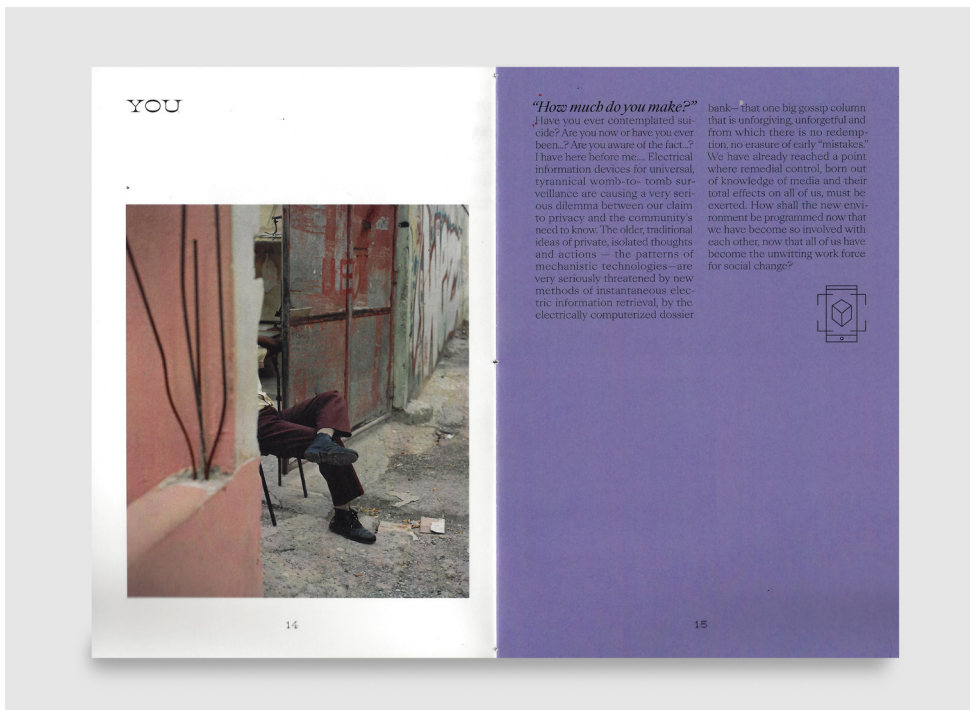 YOU
14
“How much do you make?”
Have you ever contemplated sui-
cide? Are you now or have you ever
been...? Are you aware of the fact...?
I have here before me.... Electrical
information devices for universal,
tyrannical womb-to- tomb sur-
veillance are causing a very seri-
ous dilemma between our claim
to privacy and the community’s
need to know. The older, traditional
ideas of private, isolated thoughts
and actions — the patterns of
mechanistic technologies—are
very seriously threatened by new
methods of instantaneous elec-
tric information retrieval, by the
electrically computerized dossier
bank—that one big gossip column
that is unforgiving, unforgetful and
from which there is no redemp-
tion, no erasure of early “mistakes.”
We have already reached a point
where remedial control, born out
of knowledge of media and their
total effects on all of us, must be
exerted. How shall the new envi-
ronment be programmed now that
we have become so involved with
each other, now that all of us have
become the unwitting work force
for social change?
15